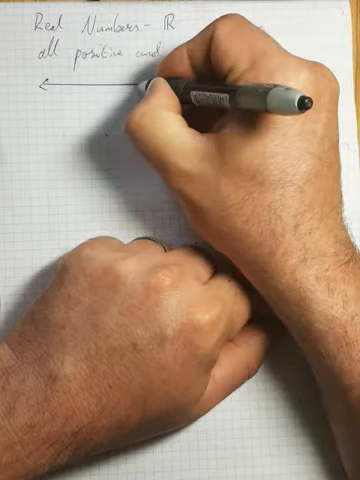 Real Numbers - ℝ
all positive and